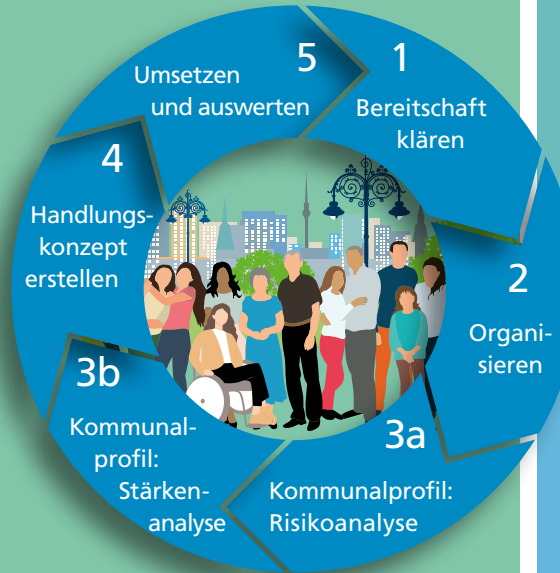 1
Bereitschaft
klären
2
Organi-
sieren
3a
Kommunalprofil:
Risikoanalyse
3b
Kommunal-
profil:
Stärken-
analyse
4
Handlungs-
konzept
erstellen
5
Umsetzen
und auswerten